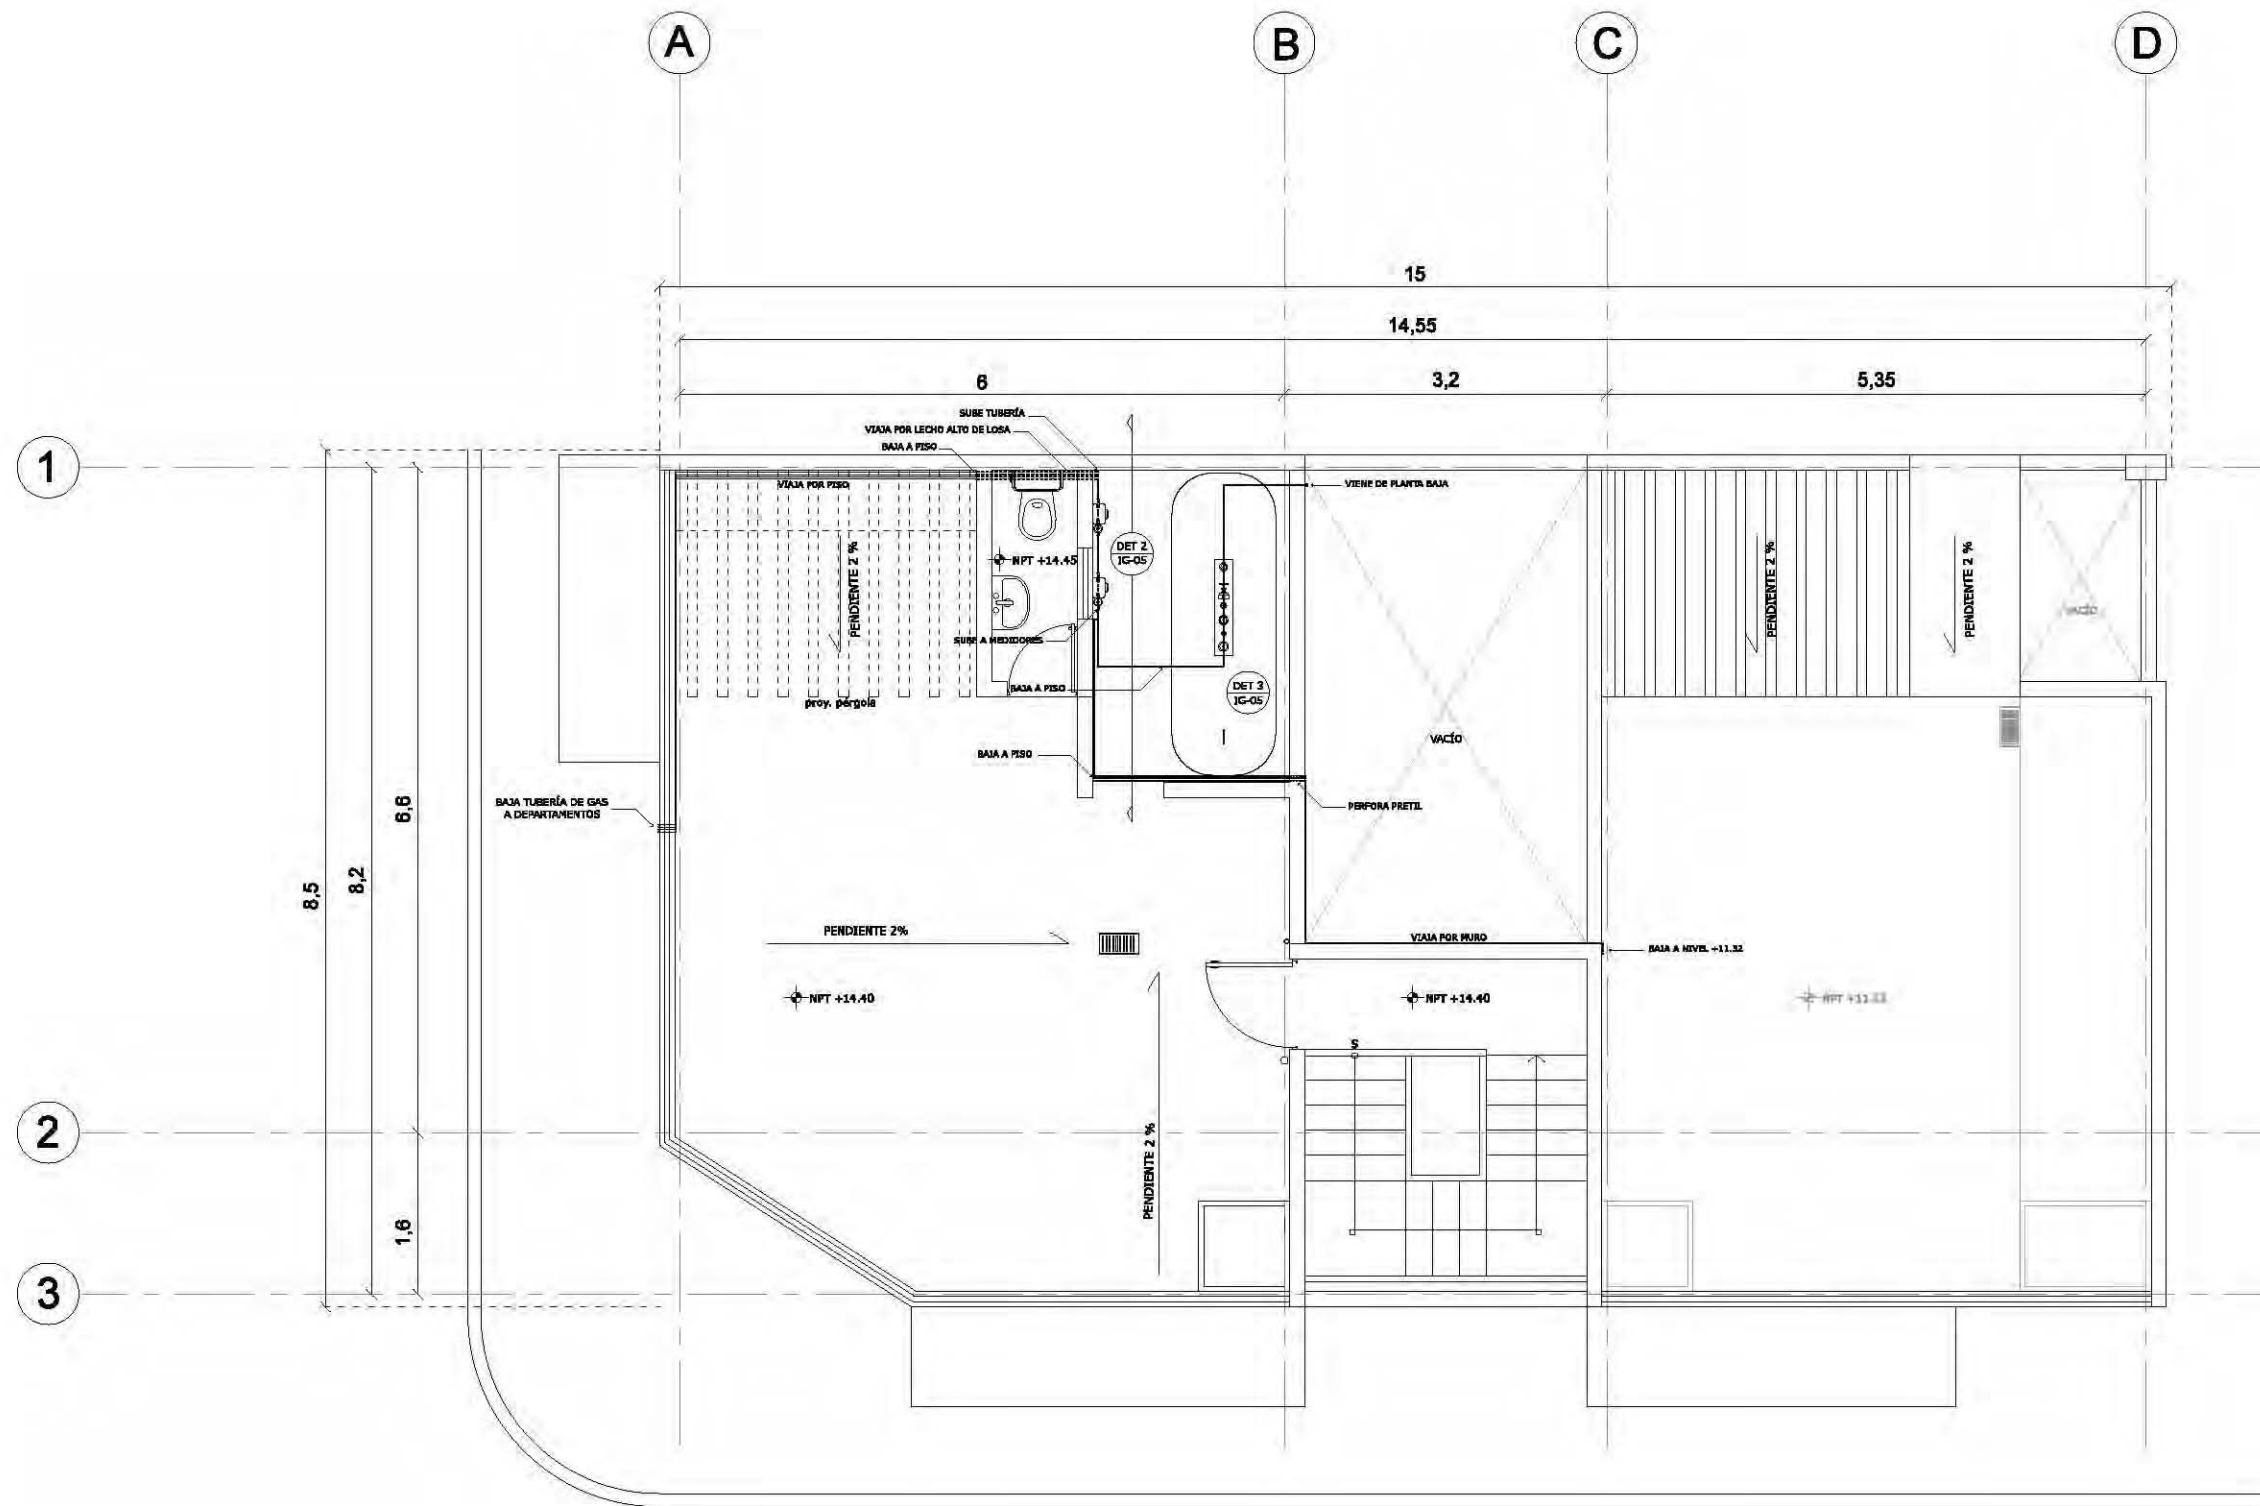 A
B
C
D
15
14,55
6
3,2
5,35
SUBE TUBERÍA
VIAJA POR LECHO ALTO DE LOSA
BAJA A PISO
1
VIAJA POR PISO
VIENE DE PLANTA BAJA
DET 2
IG-05
NPT +14.45
PENDIENTE 2 %
PENDIENTE 2 %
PENDIENTE 2 %
VACÍO
SUBE A MEDIDORES
BAJA A PISO
DET 3
IG-05
proy. pérgola
VACÍO
BAJA A PISO
BAJA TUBERÍA DE GAS
A DEPARTAMENTOS
PERFORA PRETIL
6,6
8,2
8,5
PENDIENTE 2%
VIAJA POR MURO
BAJA A NIVEL +11.32
NPT +14.40
NPT +14.40
NPT
S
2
PENDIENTE 2 %
1,6
3